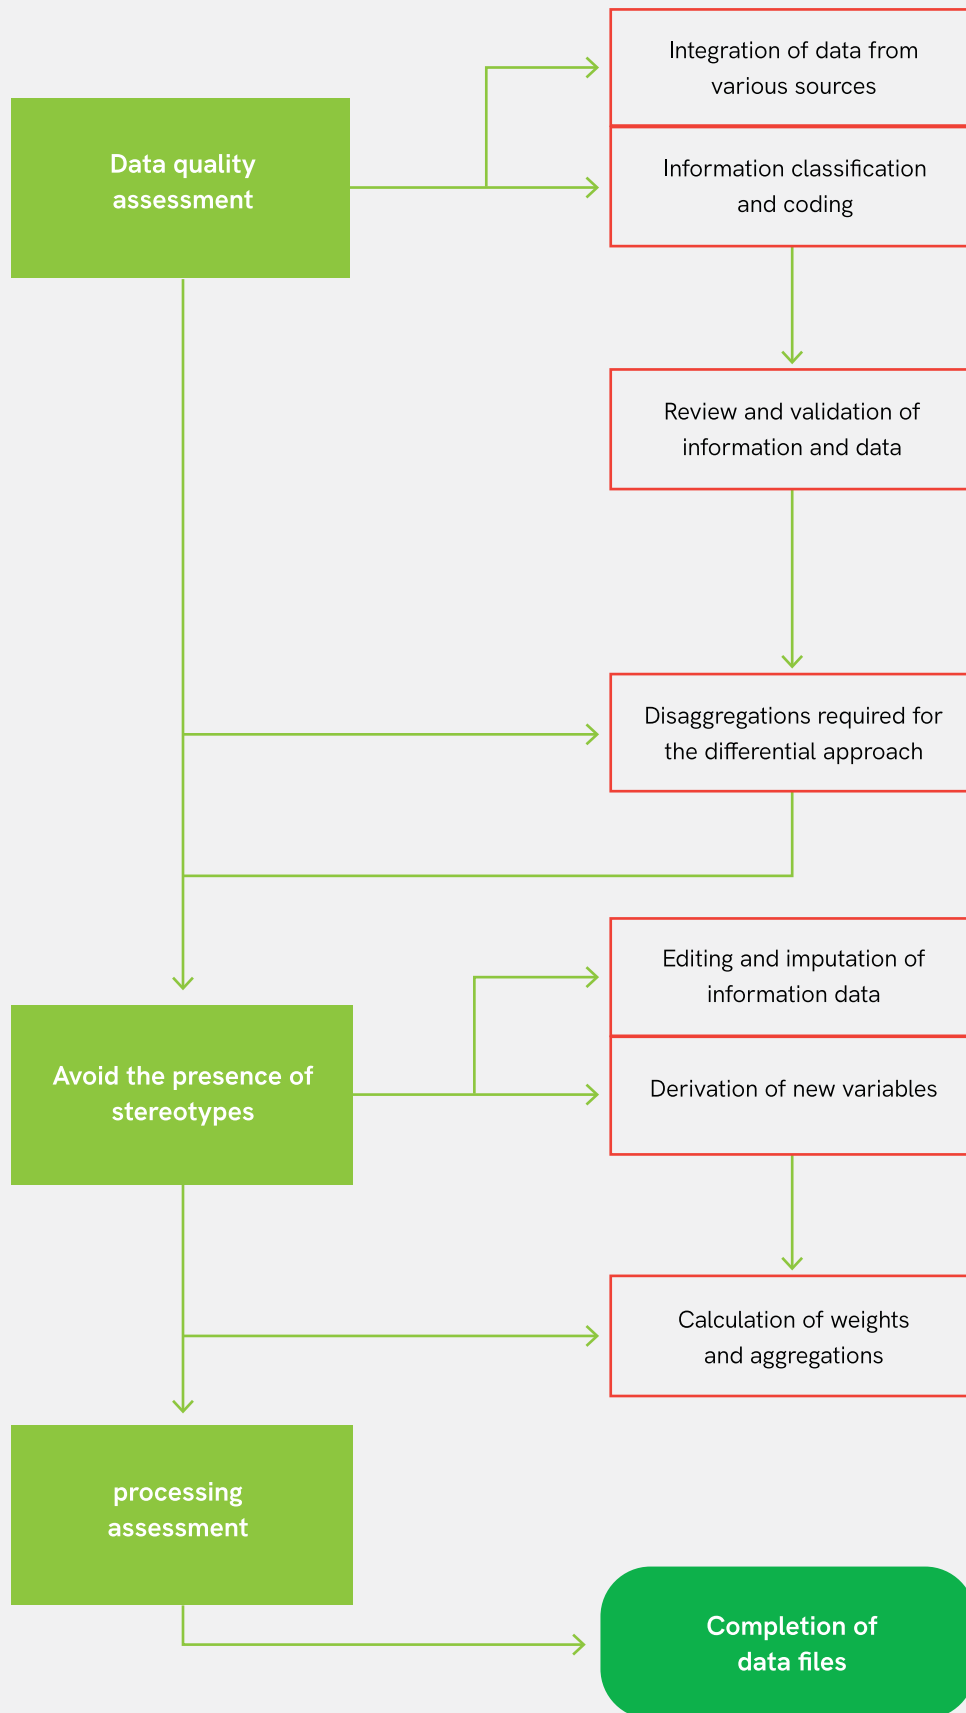 Integration of data from
various sources
Data quality
assessment
Information classification
and coding
Review and validation of
information and data
Disaggregations required for
the differential approach
Editing and imputation of
information data
Avoid the presence of
stereotypes
Derivation of new variables
Calculation of weights
and aggregations
processing
assessment
Completion of
data files